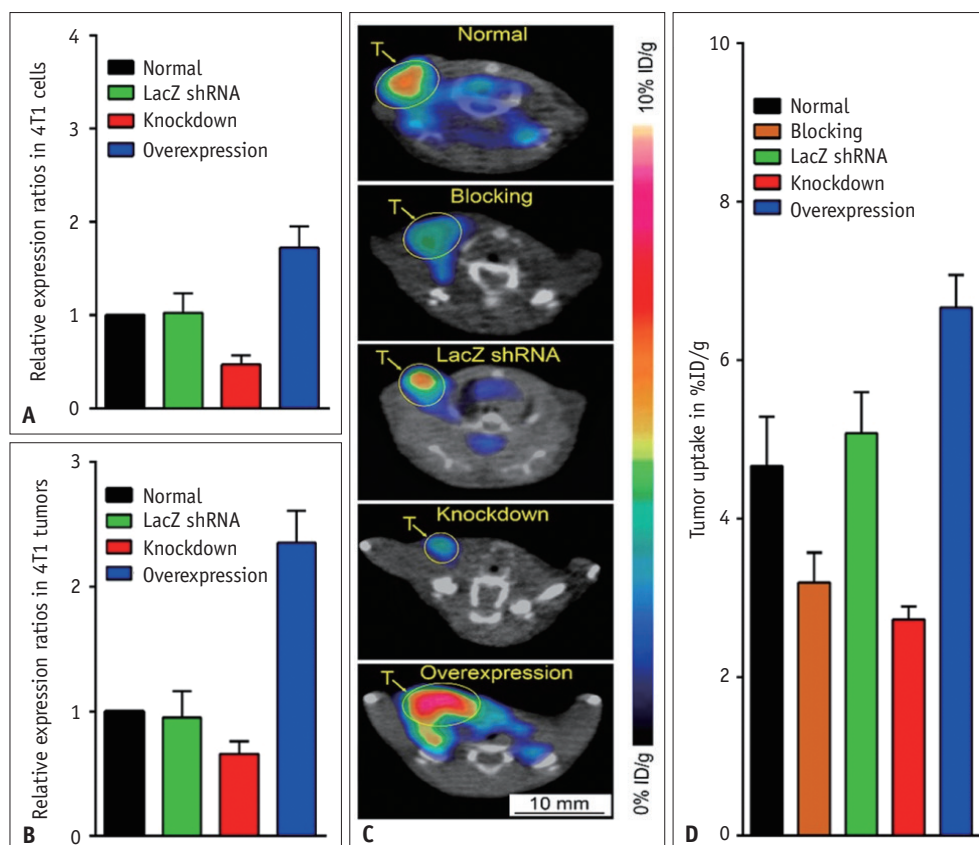 4
3
2
1
0
Relative expression ratios in 4T1 cells
Normal
LacZ shRNA
Knockdown
Overexpression
A
3
2
1
0
Relative expression ratios in 4T1 tumors
Normal
LacZ shRNA
Knockdown
Overexpression
B
Normal
T
Blocking
T
LacZ shRNA
T
Knockdown
T
Overexpression
T
10 mm
10% ID/g
0% ID/g
C
10
8
6
4
2
0
Tumor uptake in %ID/g
Normal
Blocking
LacZ shRNA
Knockdown
Overexpression
D